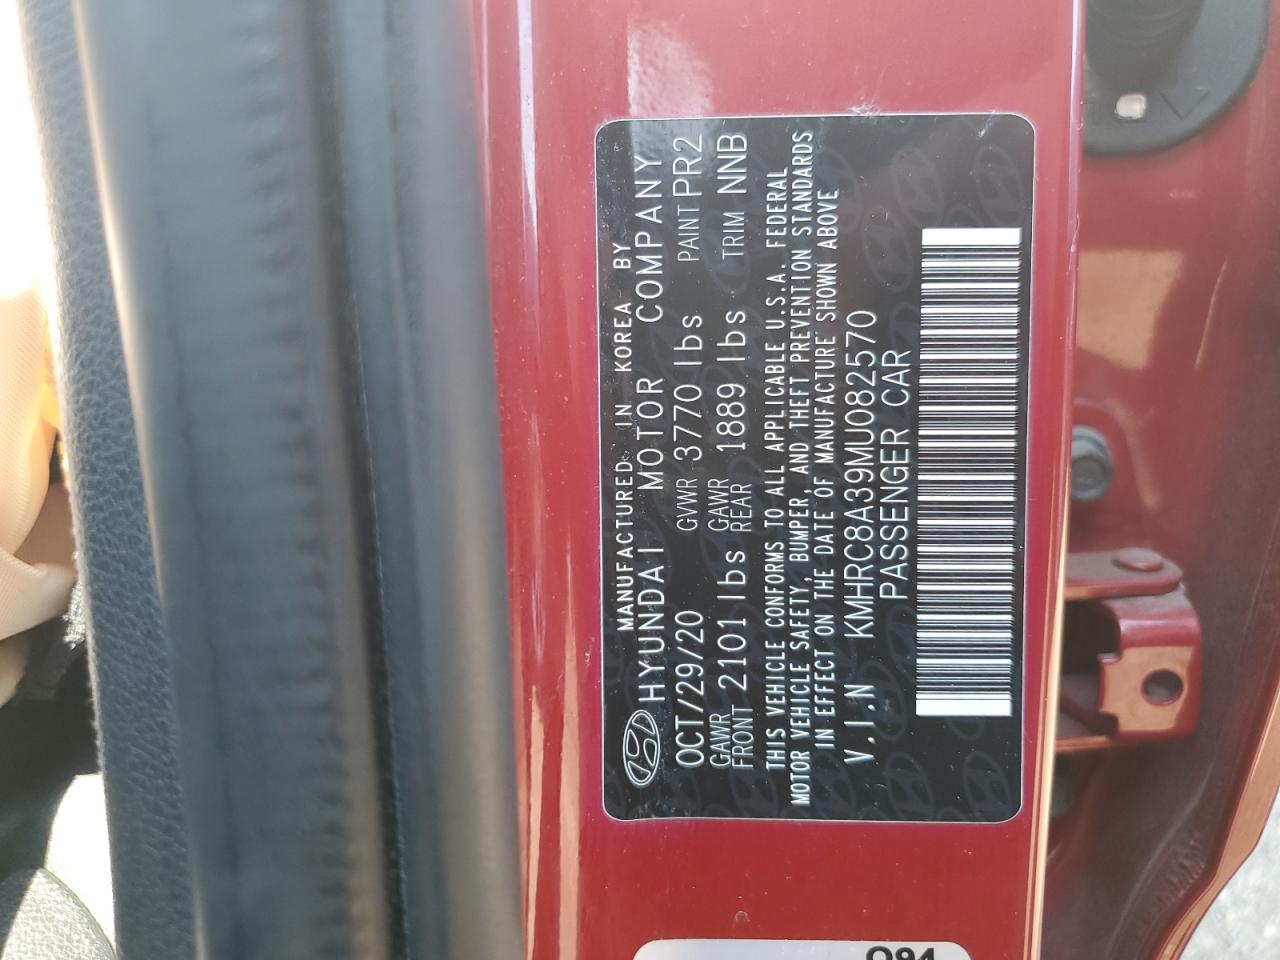 MANUFACTURED IN KOREA BY
HYUNDAI MOTOR COMPANY
OCT/29/20 GVWR 3770 lbs PAINT PR2
GAWR FRONT 2101 lbs GAWR REAR 1889 lbs TRIM NNB
THIS VEHICLE CONFORMS TO ALL APPLICABLE U.S.A. FEDERAL
MOTOR VEHICLE SAFETY, BUMPER, AND THEFT PREVENTION STANDARDS
IN EFFECT ON THE DATE OF MANUFACTURE SHOWN ABOVE
V.I.N KMHRC8A39MU082570
PASSENGER CAR